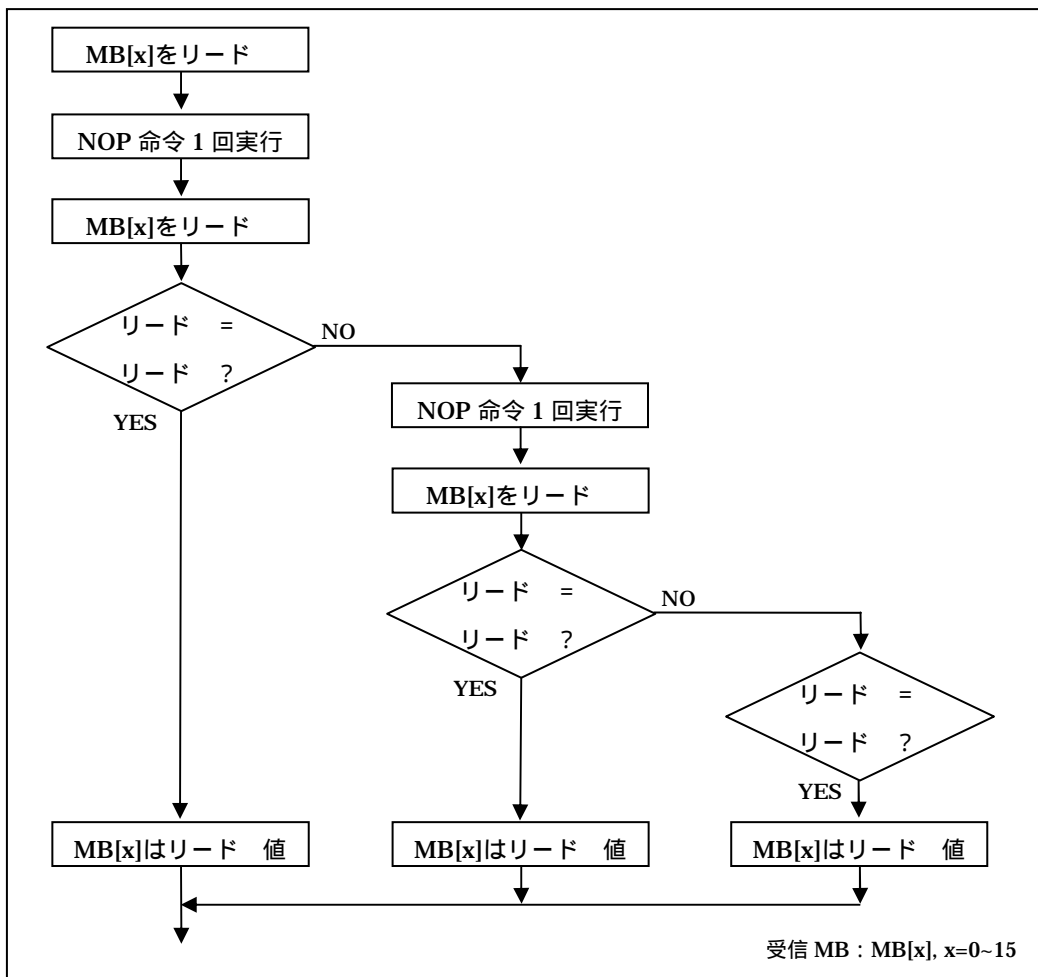 MB[x]をリード
NOP 命令 1 回実行
MB[x]をリード
リード =
リード ?
NO
YES
NOP 命令 1 回実行
MB[x]をリード
リード =
リード ?
NO
YES
リード =
リード ?
YES
MB[x]はリード 値
MB[x]はリード 値
MB[x]はリード 値
受信 MB : MB[x], x=0~15